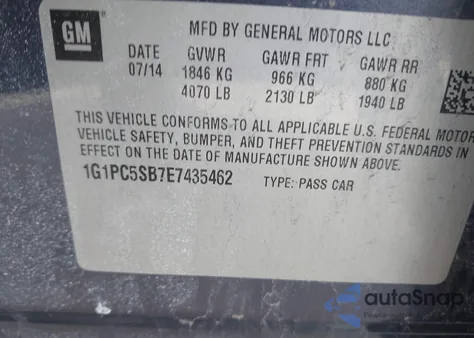 GM
MFD BY GENERAL MOTORS LLC
DATE GVWR GAWR FRT GAWR RR
07/14 1846 KG 966 KG 880 KG
4070 LB 2130 LB 1940 LB
THIS VEHICLE CONFORMS TO ALL APPLICABLE U.S. FEDERAL MOTOR
VEHICLE SAFETY, BUMPER, AND THEFT PREVENTION STANDARDS IN
EFFECT ON THE DATE OF MANUFACTURE SHOWN ABOVE.
1G1PC5SB7E7435462 TYPE: PASS CAR
autaSnap